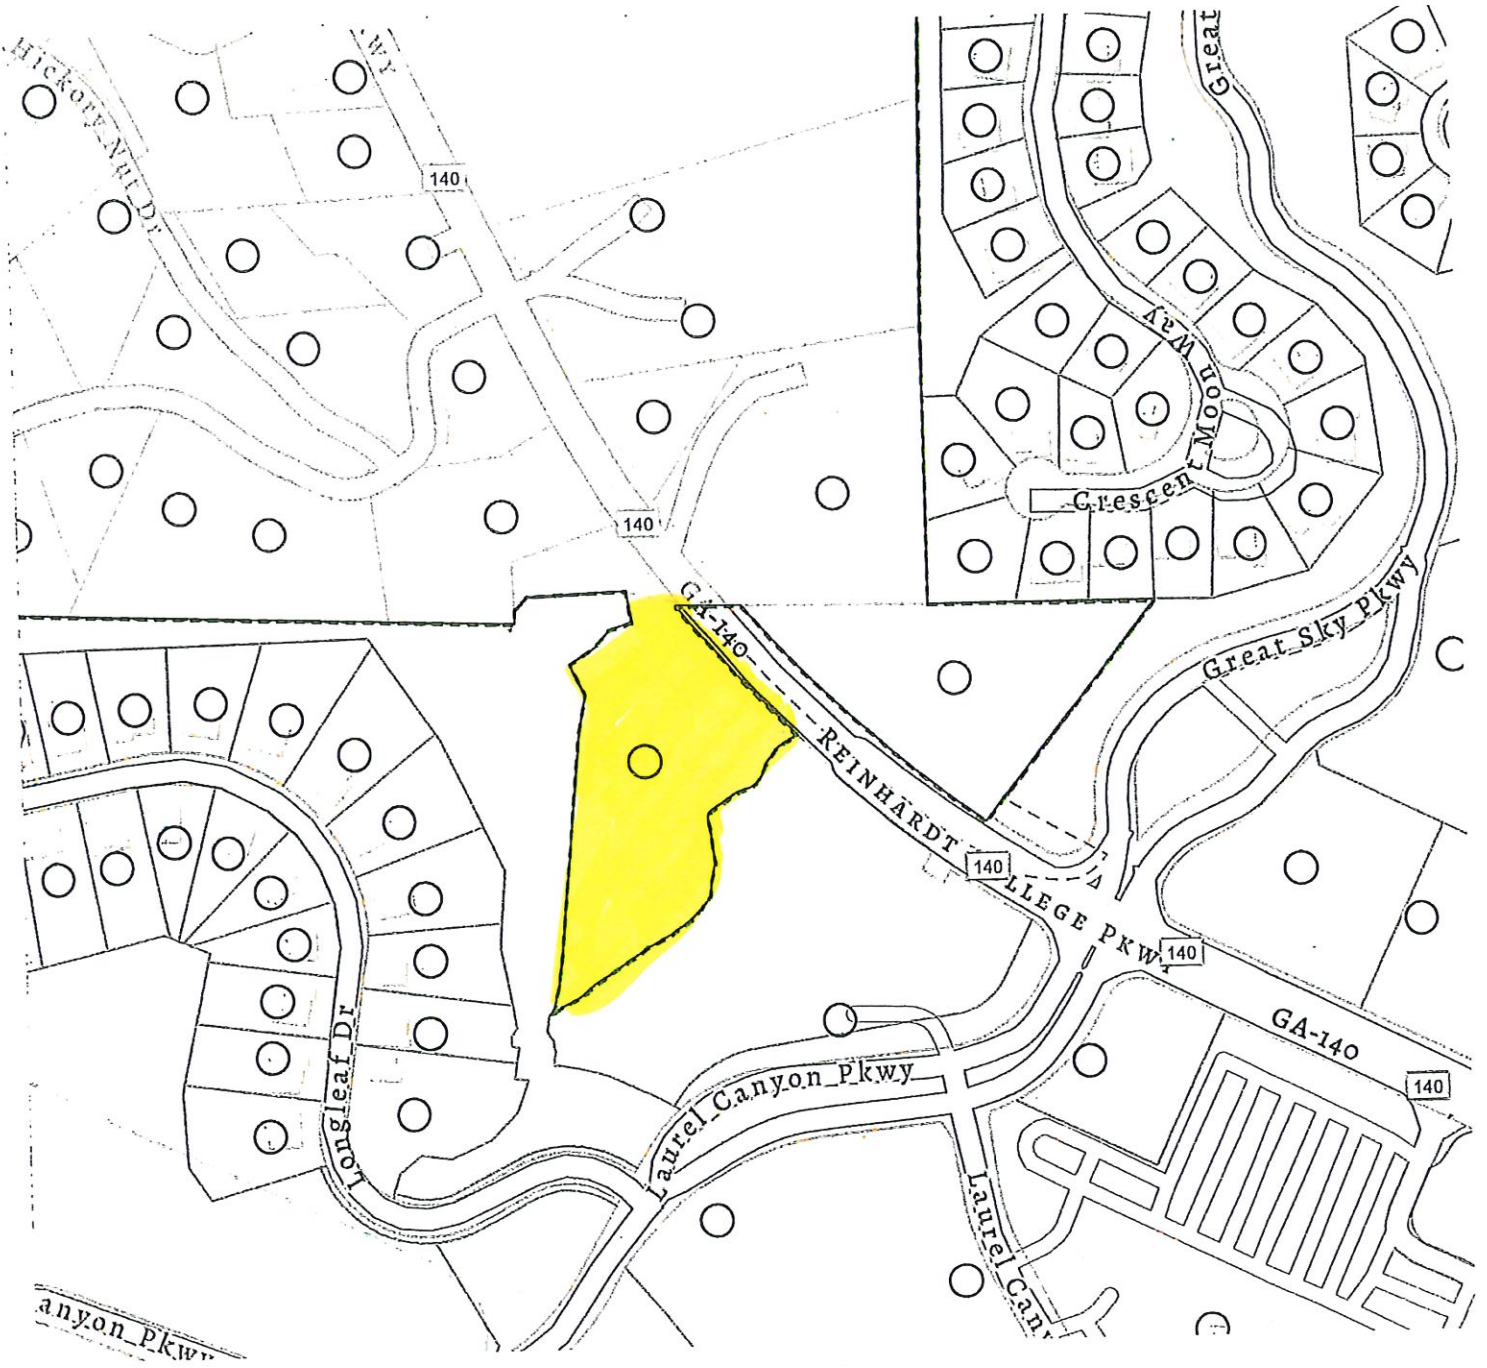 Hickory Nut Dr
WY
Great
140
Way
Moon
Crescent
140
GA-140
Great Sky Pkwy
REINHARDT
140
LLEGE PKWY
140
GA-140
140
Longleaf Dr
Laurel Canyon Pkwy
Laurel Cany
anyon Pkwy